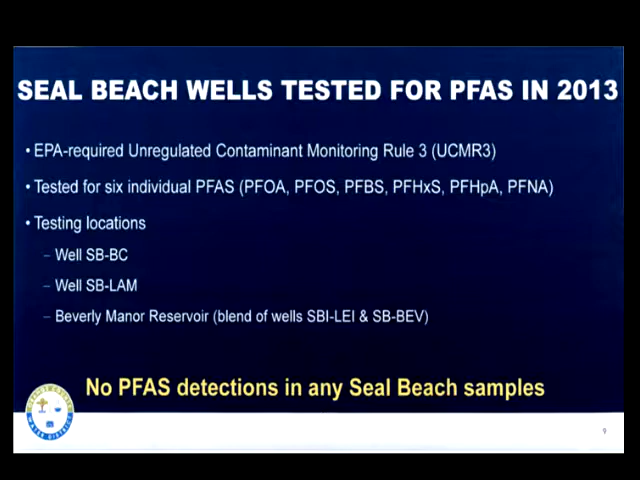 SEAL BEACH WELLS TESTED FOR PFAS IN 2013
• EPA-required Unregulated Contaminant Monitoring Rule 3 (UCMR3)
• Tested for six individual PFAS (PFOA, PFOS, PFBS, PFHxS, PFHpA, PFNA)
• Testing locations
– Well SB-BC
– Well SB-LAM
– Beverly Manor Reservoir (blend of wells SBI-LEI & SB-BEV)
No PFAS detections in any Seal Beach samples
WATER DISTRICT
9